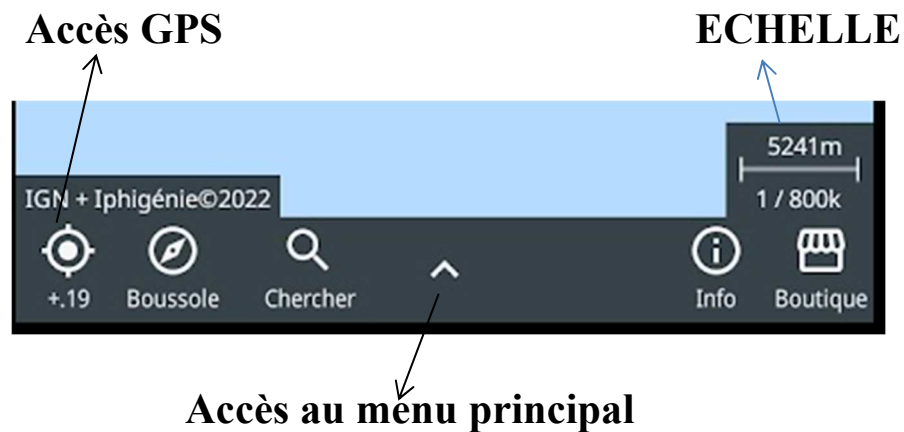 Accès GPS
ECHELLE
5241m
IGN + Iphigénie©2022
1 / 800k
+.19
Boussole
Chercher
Info
Boutique
Accès au menu principal